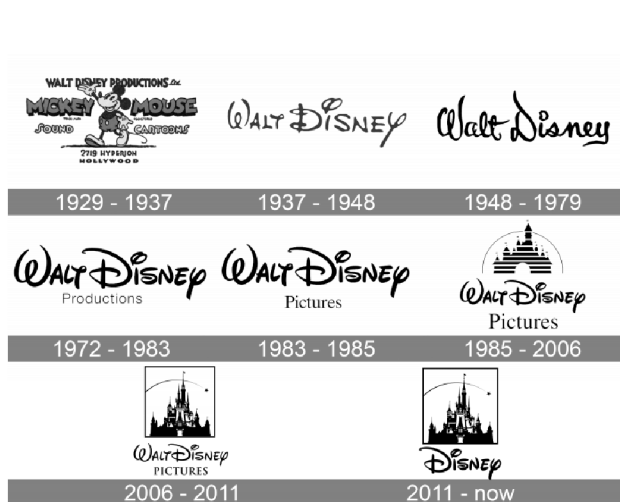 WALT DISNEY PRODUCTIONS
MICKEY MOUSE
SOUND CARTOONS
2719 HYPERION
HOLLYWOOD
WALT DISNEY
Walt Disney
1929 - 1937 1937 - 1948 1948 - 1979
WALT DISNEY
Productions
WALT DISNEY
Pictures
WALT DISNEY
Pictures
1972 - 1983 1983 - 1985 1985 - 2006
WALT DISNEY
PICTURES
DISNEY
2006 - 2011 2011 - now